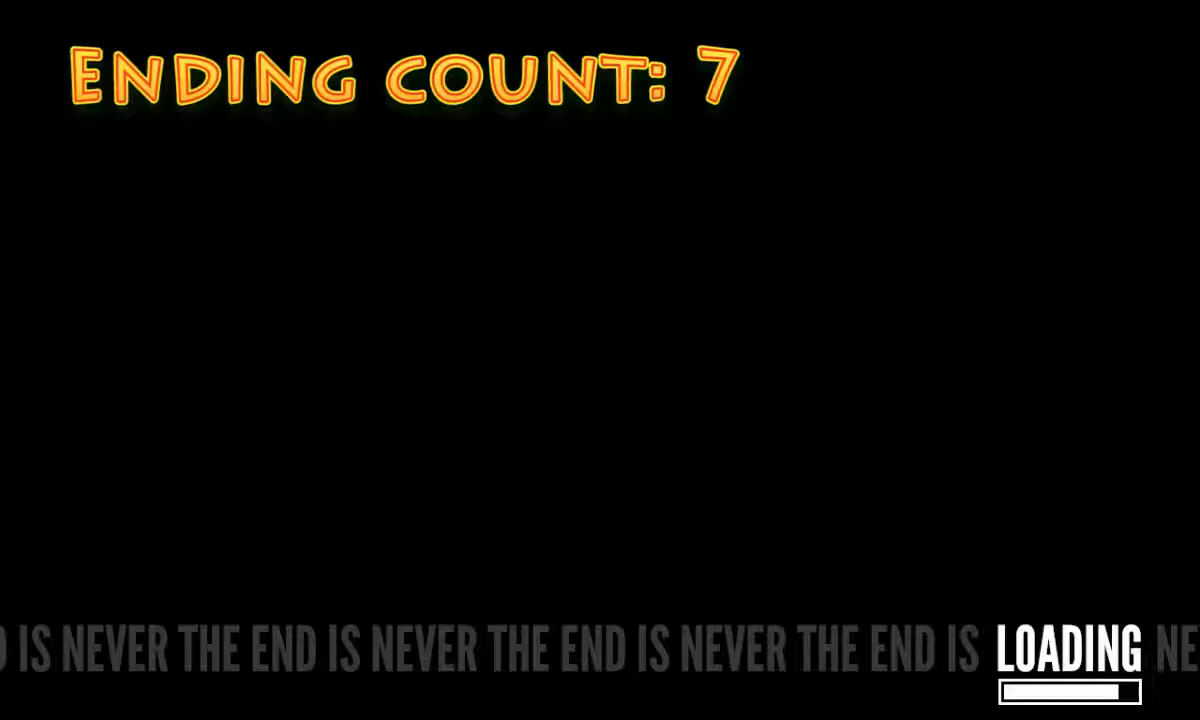 Ending count: 7
IS NEVER THE END IS NEVER THE END IS NEVER THE END IS LOADING